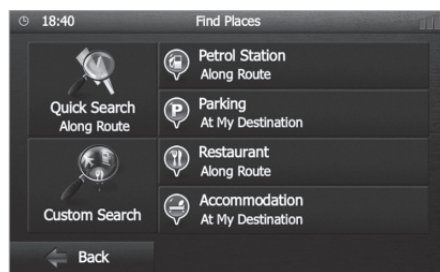 18:40
Find Places
Quick Search
Along Route
Custom Search
Petrol Station
Along Route
P
Parking
At My Destination
Restaurant
Along Route
Accommodation
At My Destination
Back